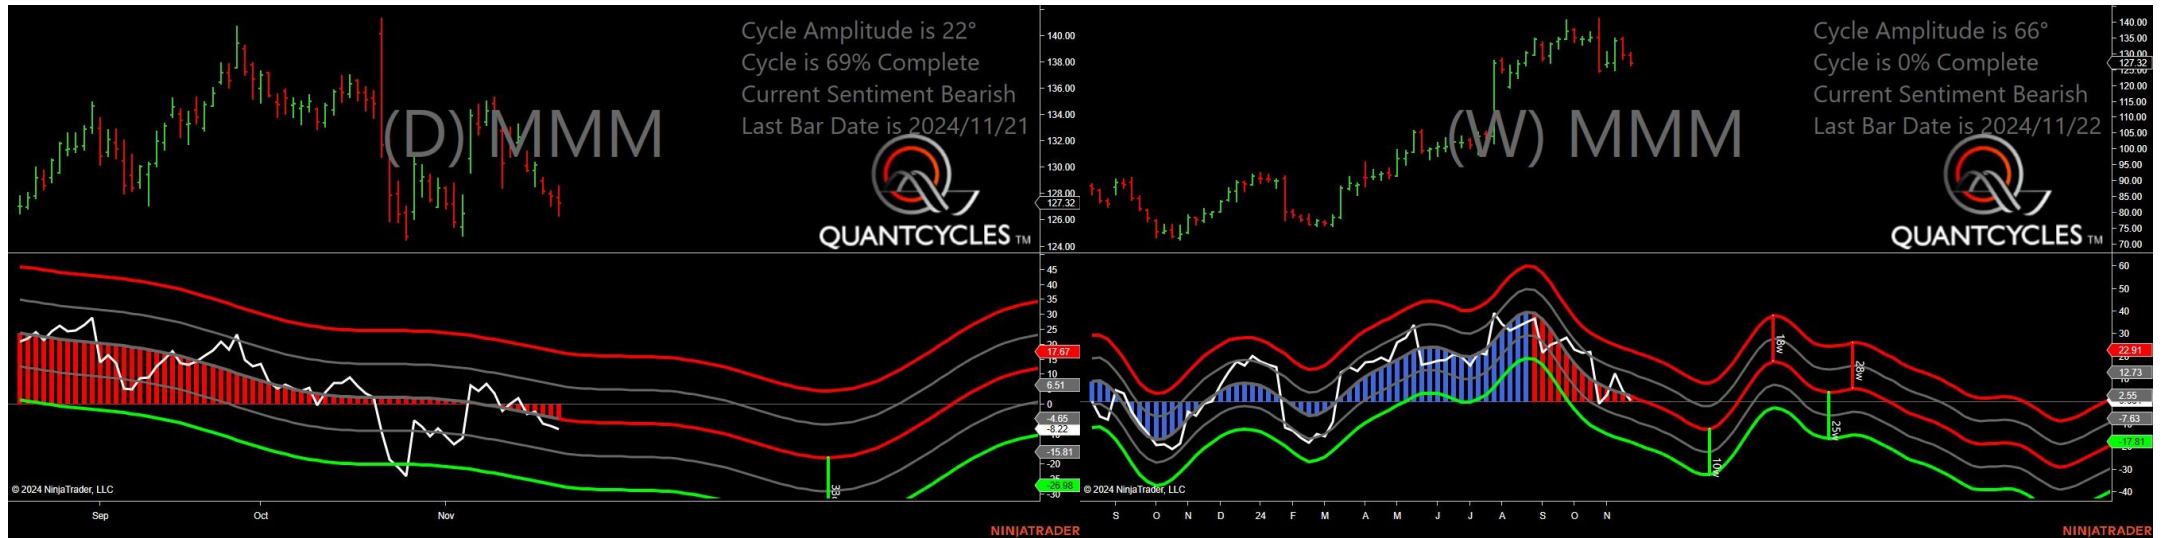 Cycle Amplitude is 22°
Cycle is 69% Complete
Current Sentiment Bearish
Last Bar Date is 2024/11/21
(D) MMM
QUANTCYCLES TM
140.00
138.00
136.00
134.00
132.00
130.00
128.00
127.32
126.00
124.00
45
40
35
30
25
20
17.67
15
10
6.51
0
-4.65
-8.22
-15.81
-20
-26.98
-30
© 2024 NinjaTrader, LLC
Sep
Oct
Nov
NINJATRADER
Cycle Amplitude is 66°
Cycle is 0% Complete
Current Sentiment Bearish
Last Bar Date is 2024/11/22
(W) MMM
QUANTCYCLES TM
140.00
135.00
130.00
127.32
125.00
120.00
115.00
110.00
105.00
100.00
95.00
90.00
85.00
80.00
75.00
70.00
60
50
40
30
22.91
12.73
2.55
-7.63
-17.81
-30
-40
18w
28w
25w
10w
© 2024 NinjaTrader, LLC
S
O
N
D
24
F
M
A
M
J
J
A
S
O
N
NINJATRADER